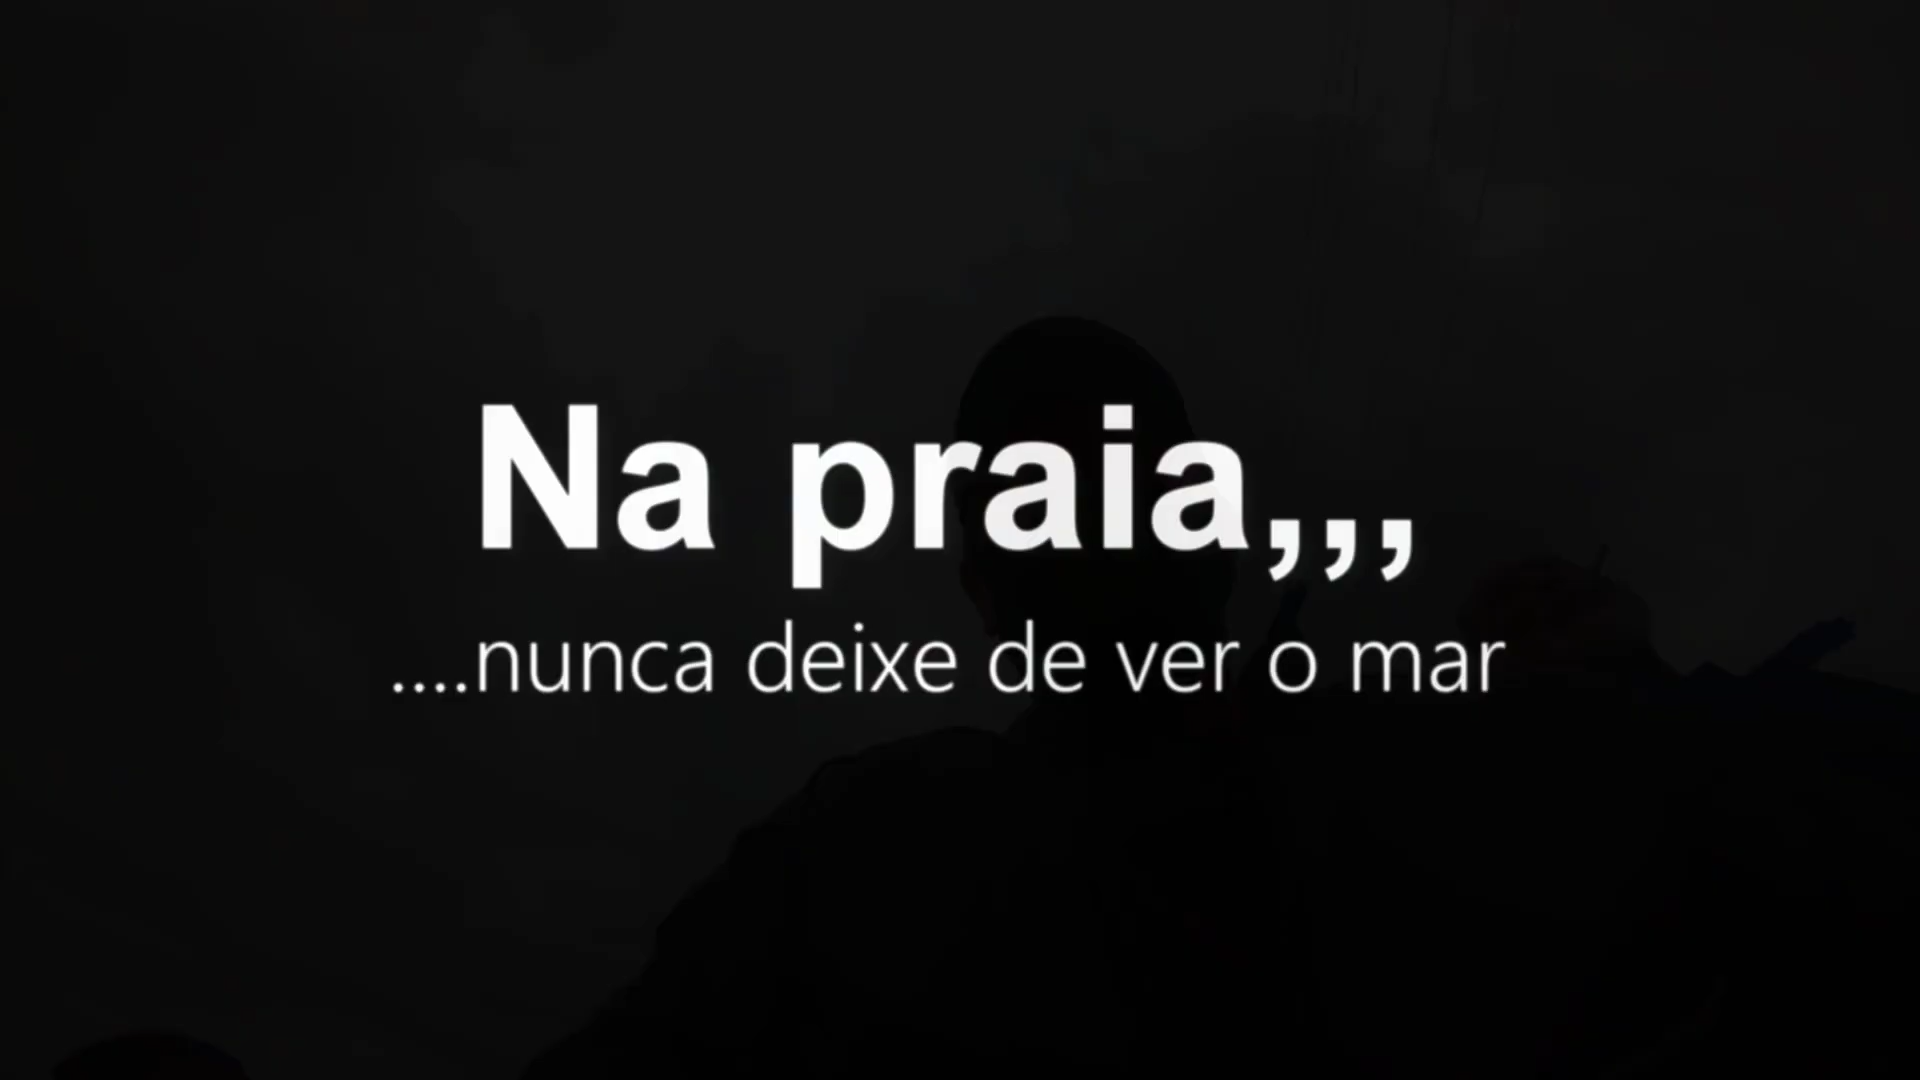 Na praia,,,
....nunca deixe de ver o mar